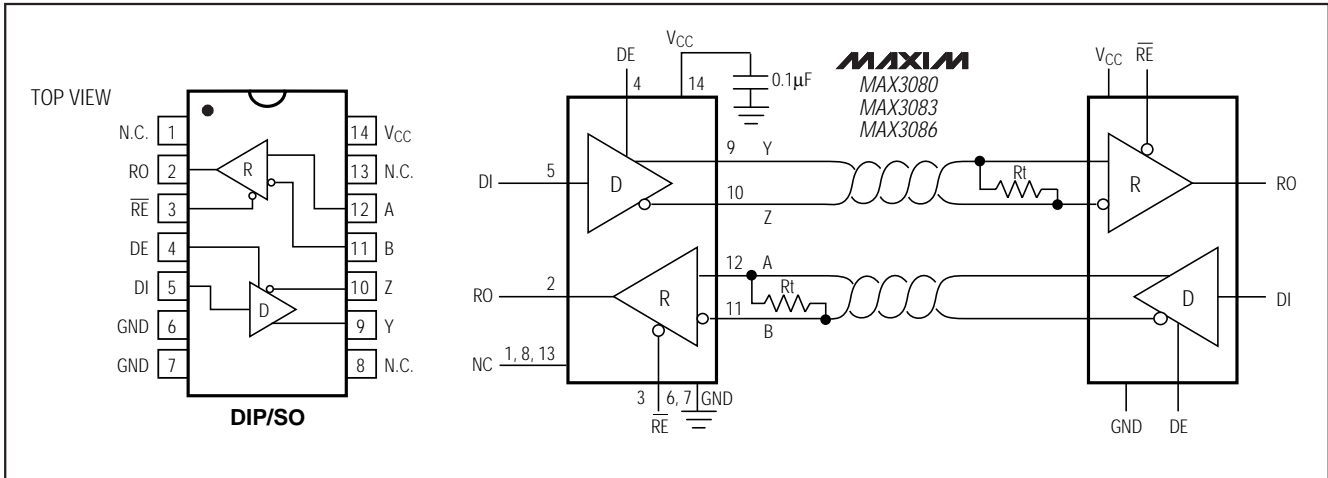 TOP VIEW
N.C. 1
RO 2
RE 3
DE 4
DI 5
GND 6
GND 7
14 VCC
13 N.C.
12 A
11 B
10 Z
9 Y
8 N.C.
R
D
DIP/SO
VCC
DE
4
14
0.1µF
MAXIM
MAX3080
MAX3083
MAX3086
VCC
RE
DI
5
D
9 Y
10
Z
Rt
R
RO
RO
2
R
12 A
Rt
11
B
D
DI
NC 1, 8, 13
3
RE
6, 7 GND
GND
DE